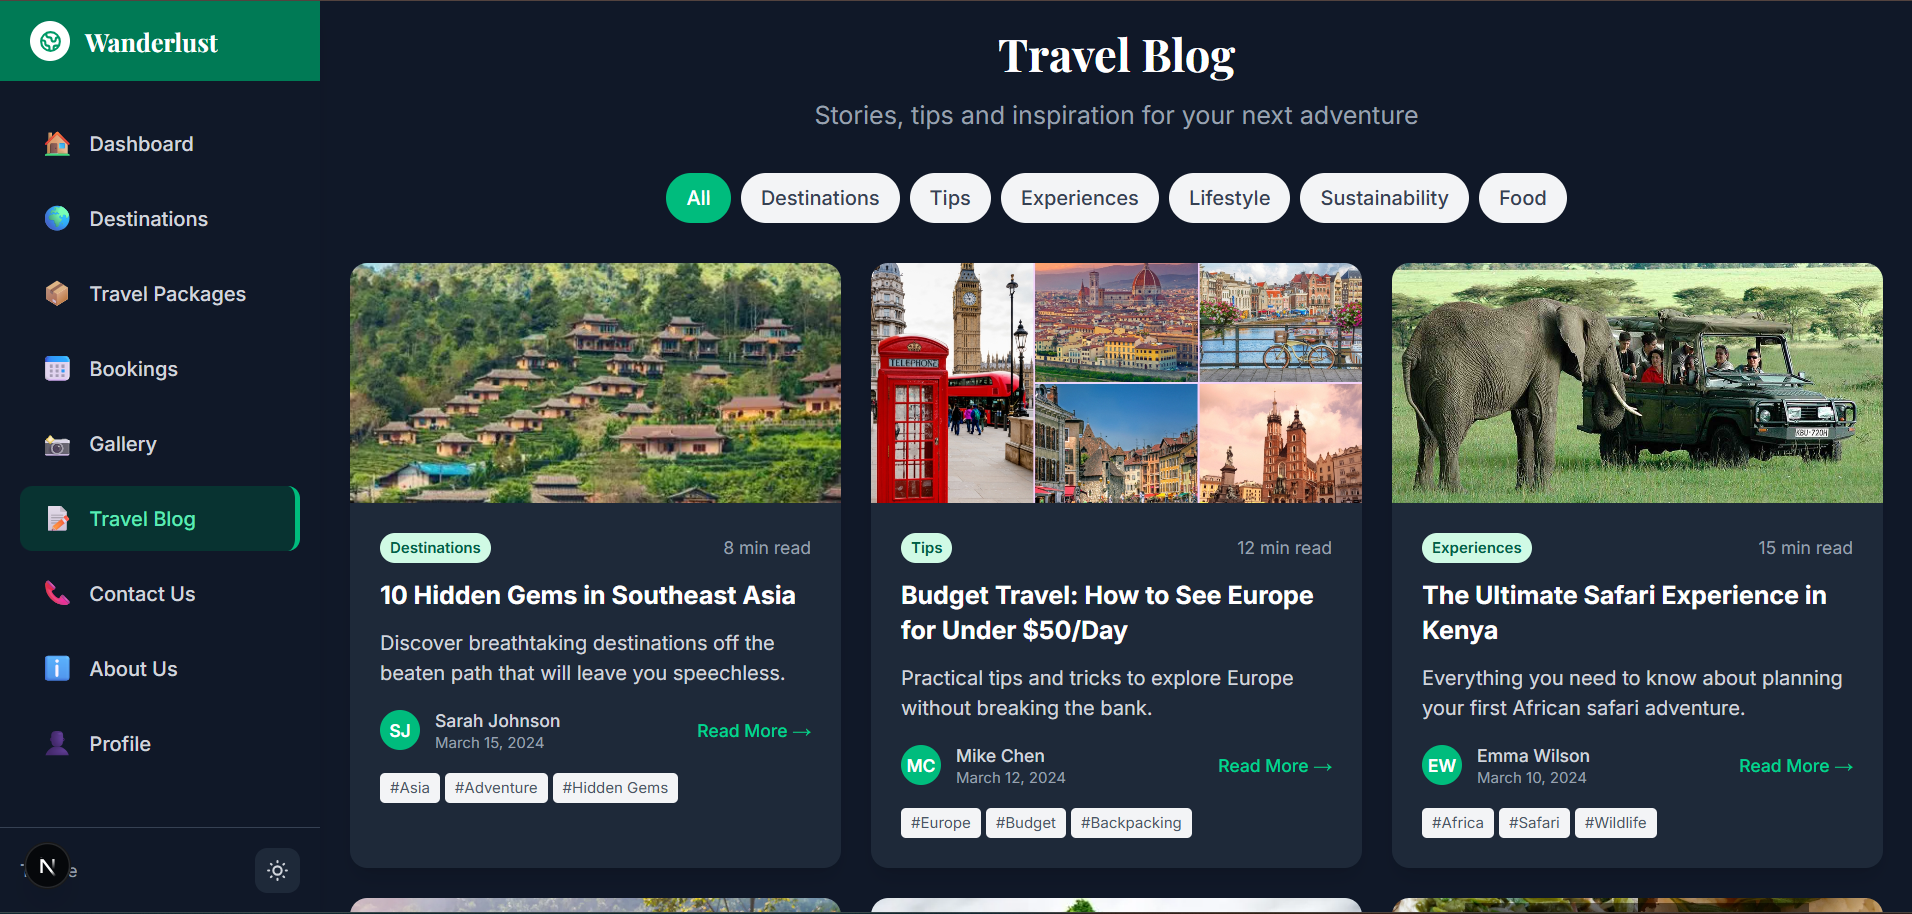 Wanderlust
Dashboard
Destinations
Travel Packages
Bookings
Gallery
Travel Blog
Contact Us
About Us
Profile
N
Travel Blog
Stories, tips and inspiration for your next adventure
All
Destinations
Tips
Experiences
Lifestyle
Sustainability
Food
Destinations
8 min read
10 Hidden Gems in Southeast Asia
Discover breathtaking destinations off the
beaten path that will leave you speechless.
SJ
Sarah Johnson
March 15, 2024
Read More →
#Asia
#Adventure
#Hidden Gems
TELEPHONE
Tips
12 min read
Budget Travel: How to See Europe
for Under $50/Day
Practical tips and tricks to explore Europe
without breaking the bank.
MC
Mike Chen
March 12, 2024
Read More →
#Europe
#Budget
#Backpacking
KBU-720H
Experiences
15 min read
The Ultimate Safari Experience in
Kenya
Everything you need to know about planning
your first African safari adventure.
EW
Emma Wilson
March 10, 2024
Read More →
#Africa
#Safari
#Wildlife